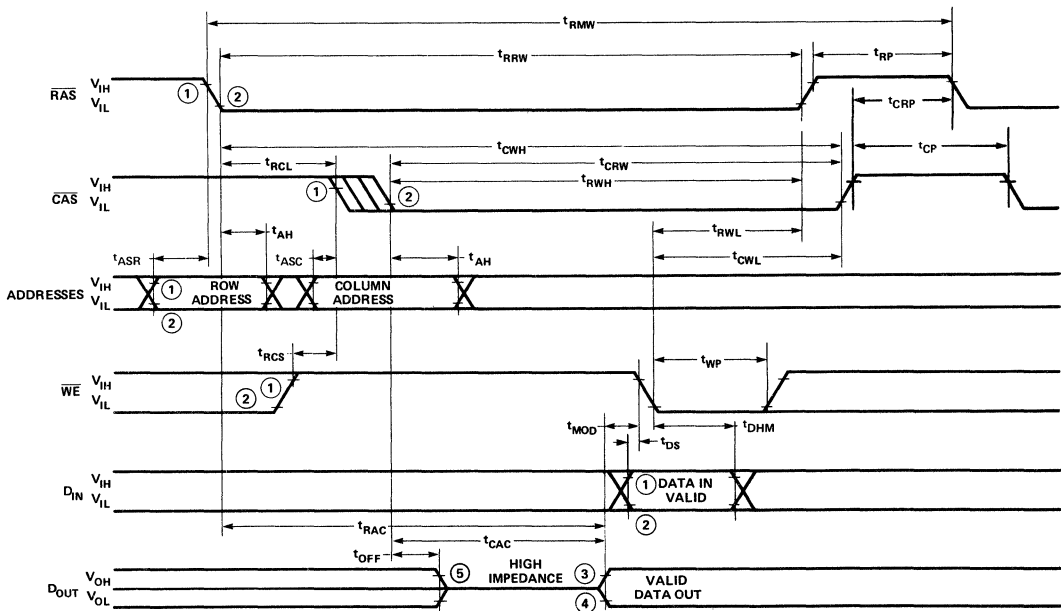 tRMW
tRRW
tRP
RAS VIH
VIL
① ②
tCRP
tCWH
tCP
tRCL
tCRW
tRWH
CAS VIH
VIL
① ②
tRWL
tAH
tCWL
tASR
tASC
tAH
ADDRESSES VIH
VIL
① ROW ADDRESS
②
COLUMN ADDRESS
tRCS
tWP
WE VIH
VIL
② ①
tMOD
tDHM
tDS
DIN VIH
VIL
① DATA IN VALID
②
tRAC
tCAC
tOFF
DOUT VOH
VOL
⑤ HIGH IMPEDANCE ③
④
VALID DATA OUT